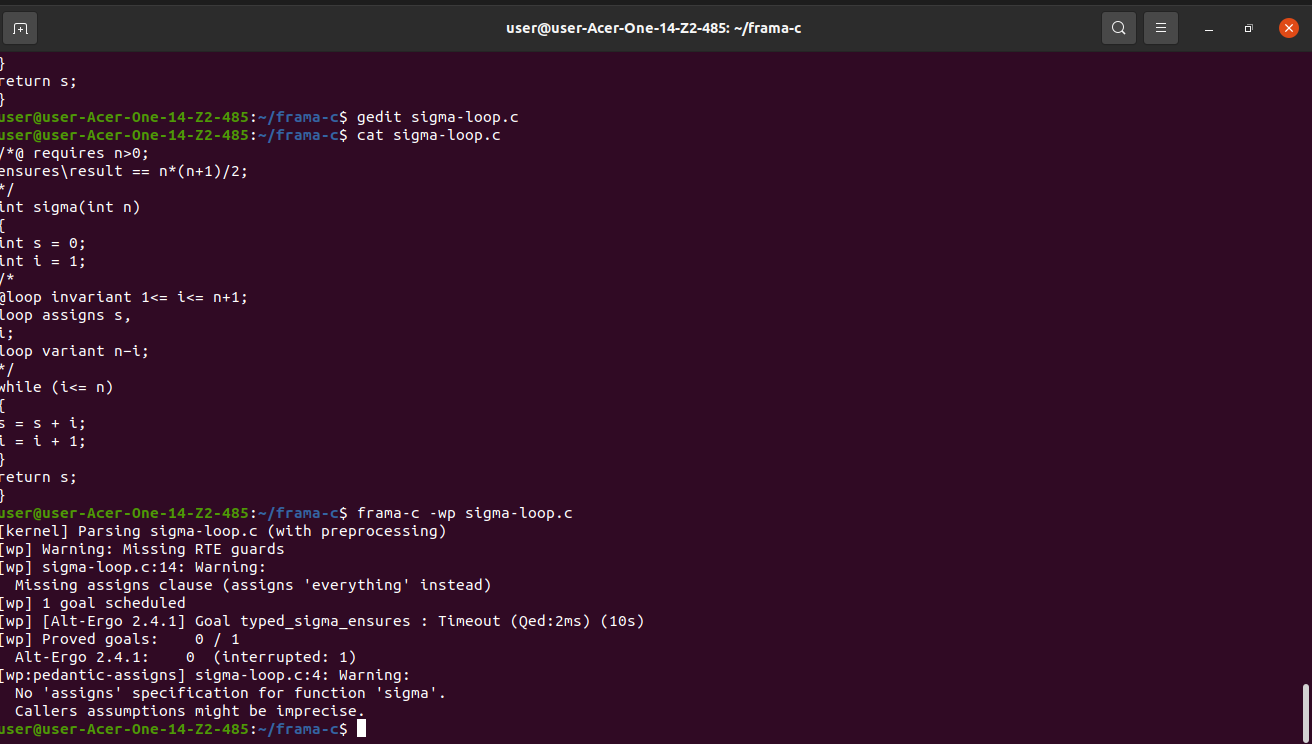 user@user-Acer-One-14-Z2-485: ~/frama-c
}
return s;
}
user@user-Acer-One-14-Z2-485:~/frama-c$ gedit sigma-loop.c
user@user-Acer-One-14-Z2-485:~/frama-c$ cat sigma-loop.c
/*@ requires n>0;
ensures\result == n*(n+1)/2;
*/
int sigma(int n)
{
int s = 0;
int i = 1;
/*
@loop invariant 1<= i<= n+1;
loop assigns s,
i;
loop variant n-i;
*/
while (i<= n)
{
s = s + i;
i = i + 1;
}
return s;
}
user@user-Acer-One-14-Z2-485:~/frama-c$ frama-c -wp sigma-loop.c
[kernel] Parsing sigma-loop.c (with preprocessing)
[wp] Warning: Missing RTE guards
[wp] sigma-loop.c:14: Warning:
  Missing assigns clause (assigns 'everything' instead)
[wp] 1 goal scheduled
[wp] [Alt-Ergo 2.4.1] Goal typed_sigma_ensures : Timeout (Qed:2ms) (10s)
[wp] Proved goals:    0 / 1
  Alt-Ergo 2.4.1:    0  (interrupted: 1)
[wp:pedantic-assigns] sigma-loop.c:4: Warning:
  No 'assigns' specification for function 'sigma'.
  Callers assumptions might be imprecise.
user@user-Acer-One-14-Z2-485:~/frama-c$